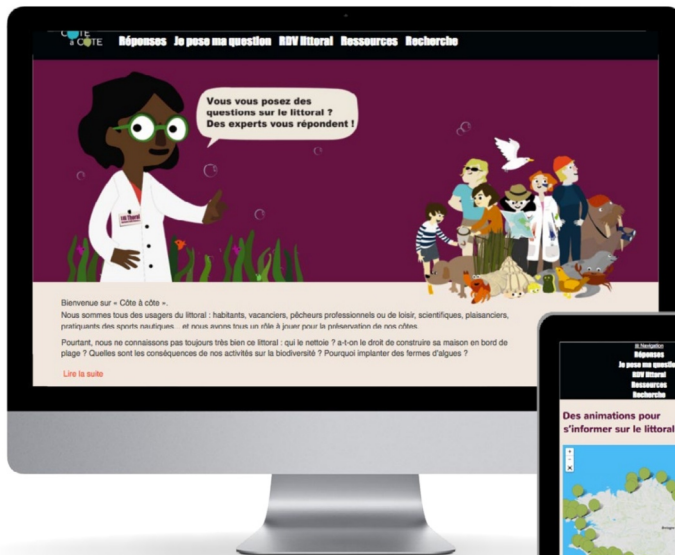 CÔTE
à CÔTE
Réponses Je pose ma question RDV littoral Ressources Recherche
Vous vous posez des
questions sur le littoral ?
Des experts vous répondent !
Bienvenue sur « Côte à côte ».
Nous sommes tous des usagers du littoral : habitants, vacanciers, pêcheurs professionnels ou de loisir, scientifiques, plaisanciers,
pratiquants des sports nautiques... et nous avons tous un rôle à jouer pour la préservation de nos côtes.
Pourtant, nous ne connaissons pas toujours très bien ce littoral : qui le nettoie ? a-t-on le droit de construire sa maison en bord de
plage ? Quelles sont les conséquences de nos activités sur la biodiversité ? Pourquoi implanter des fermes d'algues ?
Lire la suite
Navigation
Réponses
Je pose ma questio
RDV littoral
Ressources
Recherche
Des animations pour
s'informer sur le littoral